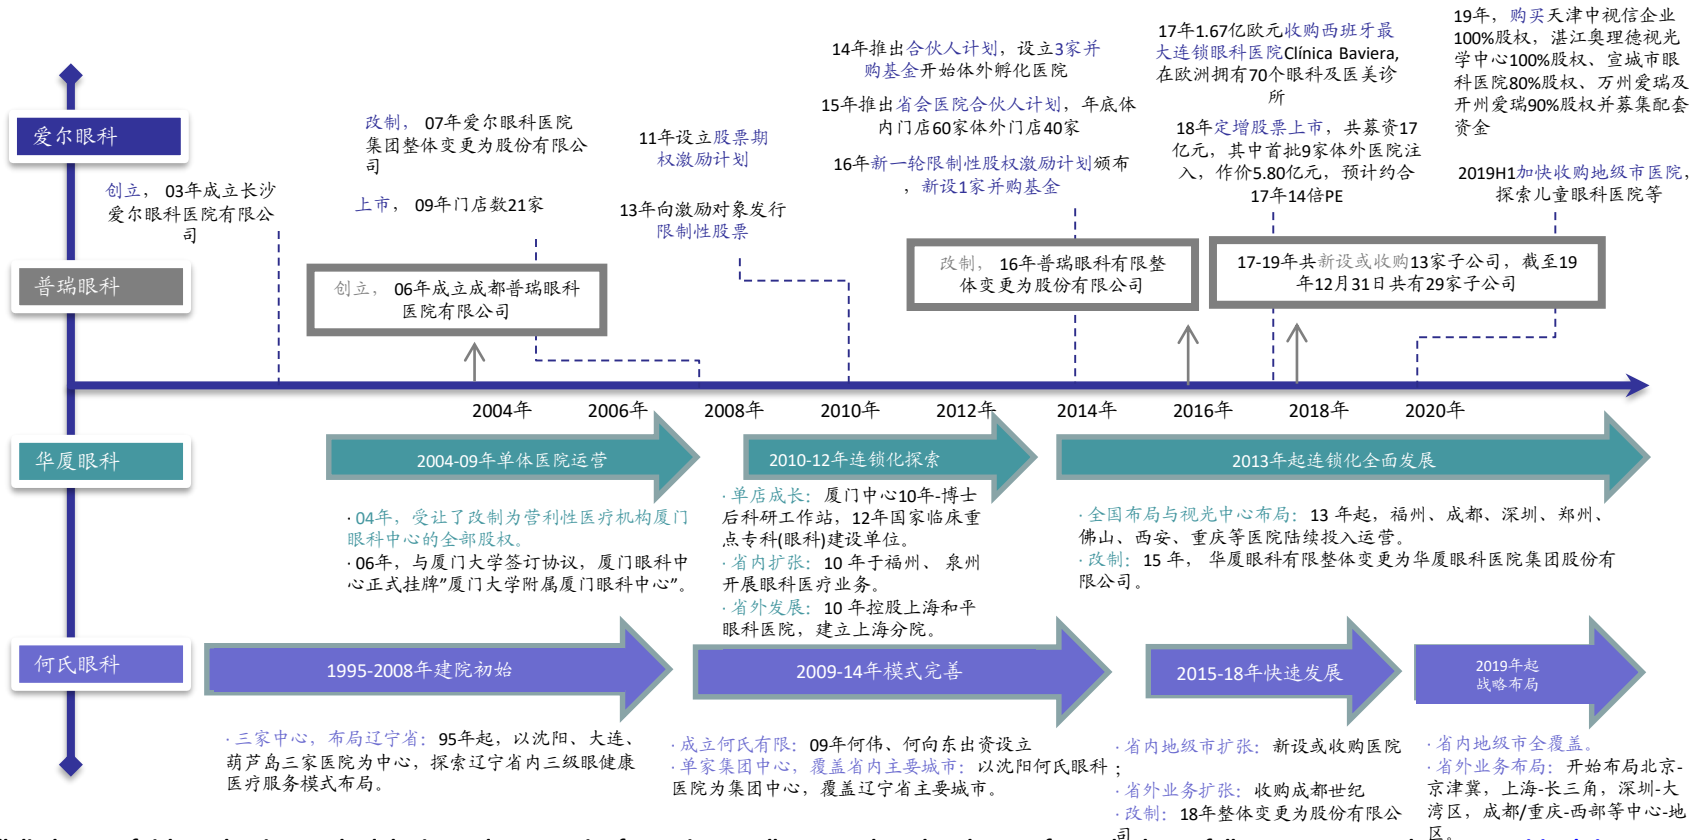 爱尔眼科
创立，03年成立长沙
爱尔眼科医院有限公
司
改制，07年爱尔眼科医院
集团整体变更为股份有限公
司
上市，09年门店数21家
11年设立股票期
权激励计划
13年向激励对象发行
限制性股票
14年推出合伙人计划，设立3家并
购基金开始体外孵化医院
15年推出省会医院合伙人计划，年底体
内门店60家体外门店40家
16年新一轮限制性股权激励计划颁布
，新设1家并购基金
17年1.67亿欧元收购西班牙最
大连锁眼科医院Clínica Baviera,
在欧洲拥有70个眼科及医美诊
所
18年定增股票上市，共募资17
亿元，其中首批9家体外医院注
入，作价5.80亿元，预计约合
17年14倍PE
19年，购买天津中视信企业
100%股权，湛江奥理德视光
学中心100%股权、宣城市眼
科医院80%股权、万州爱瑞及
开州爱瑞90%股权并募集配套
资金
2019H1加快收购地级市医院，
探索儿童眼科医院等
普瑞眼科
创立，06年成立成都普瑞眼科
医院有限公司
改制，16年普瑞眼科有限整
体变更为股份有限公司
17-19年共新设或收购13家子公司，截至19
年12月31日共有29家子公司
2004年
2006年
2008年
2010年
2012年
2014年
2016年
2018年
2020年
华厦眼科
2004-09年单体医院运营
2010-12年连锁化探索
2013年起连锁化全面发展
·04年，受让了改制为营利性医疗机构厦门
眼科中心的全部股权。
·06年，与厦门大学签订协议，厦门眼科中
心正式挂牌”厦门大学附属厦门眼科中心”。
·单店成长：厦门中心10年-博士
后科研工作站，12年国家临床重
点专科(眼科)建设单位。
·省内扩张：10 年于福州、泉州
开展眼科医疗业务。
·省外发展：10 年控股上海和平
眼科医院，建立上海分院。
·全国布局与视光中心布局：13 年起，福州、成都、深圳、郑州、
佛山、西安、重庆等医院陆续投入运营。
·改制：15 年，华厦眼科有限整体变更为华厦眼科医院集团股份有
限公司。
何氏眼科
1995-2008年建院初始
2009-14年模式完善
2015-18年快速发展
2019年起
战略布局
·三家中心，布局辽宁省：95年起，以沈阳、大连、
葫芦岛三家医院为中心，探索辽宁省内三级眼健康
医疗服务模式布局。
·成立何氏有限：09年何伟、何向东出资设立
·单家集团中心，覆盖省内主要城市：以沈阳何氏眼科
医院为集团中心，覆盖辽宁省主要城市。
·省内地级市扩张：新设或收购医院
；
·省外业务扩张：收购成都世纪
·改制：18年整体变更为股份有限公
司
·省内地级市全覆盖。
·省外业务布局：开始布局北京-
京津冀，上海-长三角，深圳-大
湾区，成都/重庆-西部等中心-地
区。